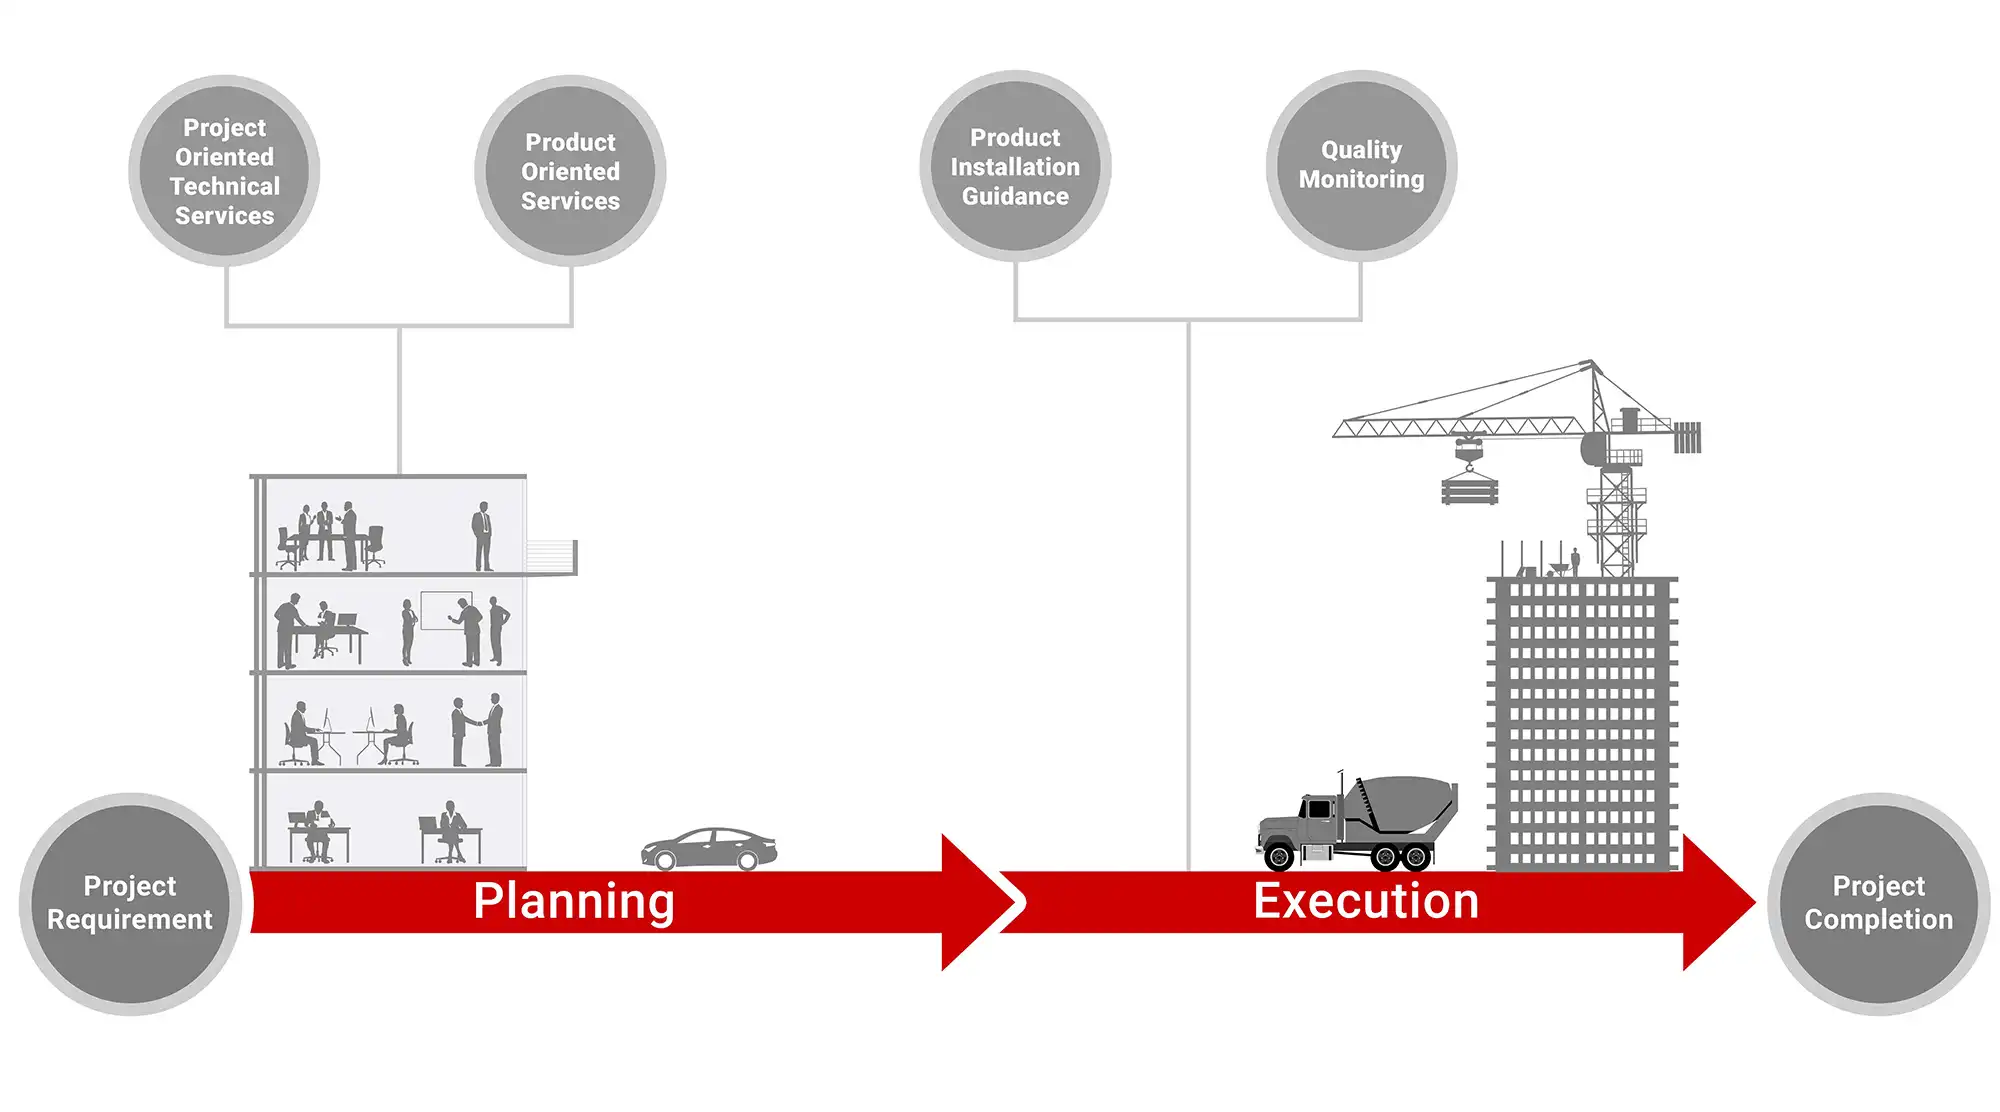 Project
Oriented
Technical
Services
Product
Oriented
Services
Product
Installation
Guidance
Quality
Monitoring
Project
Requirement
Planning
Execution
Project
Completion